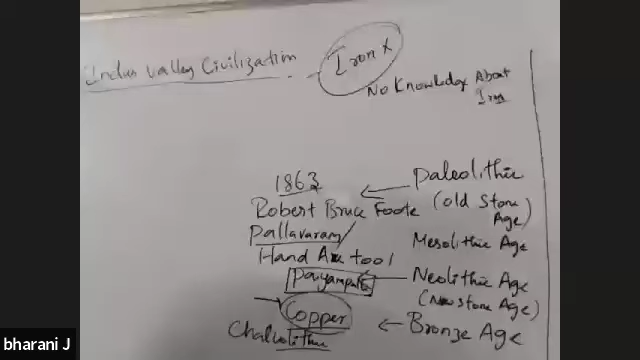 Indus Valley Civilization
Iron x
No Knowledge About
Iron
1863
Paleolithic
Robert Bruce Foote
(Old Stone
Age)
Pallavaram/
Mesolithic Age
Hand Axe tool
Neolithic Age
(New stone Age)
Copper
Bronze Age
Chalcolithic
bharani J